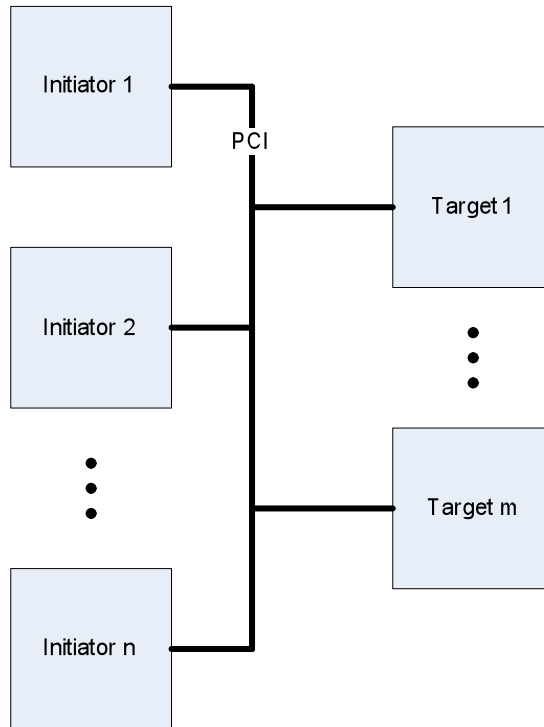 Initiator 1
PCI
Target 1
Initiator 2
Target m
Initiator n